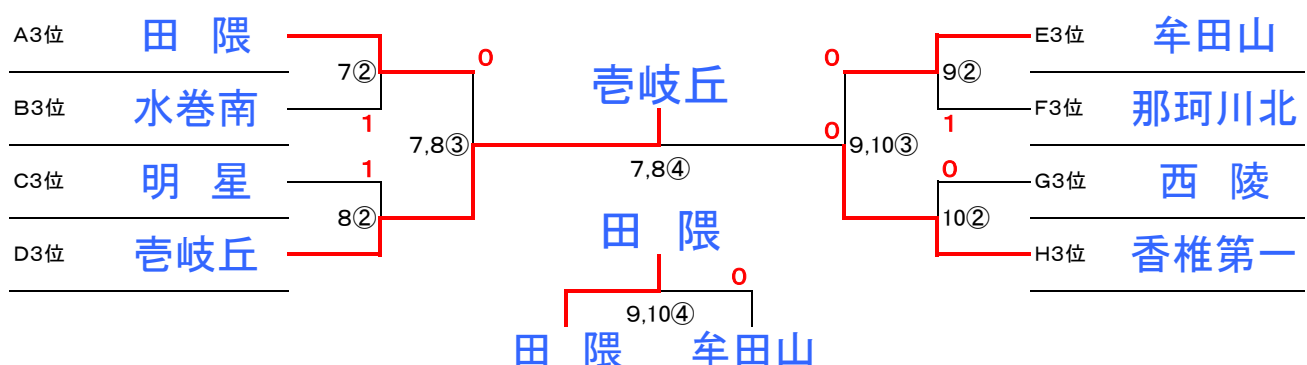 A3位 田 隈 0 0 E3位 牟田山
7② 9②
壱岐丘
B3位 水巻南 F3位 那珂川北
1 0 1
7,8③ 9,10③
7,8④
C3位 明 星 1 0 G3位 西 陵
8② 10②
田 隈
D3位 壱岐丘 H3位 香椎第一
0
9,10④
田 隈 牟田山